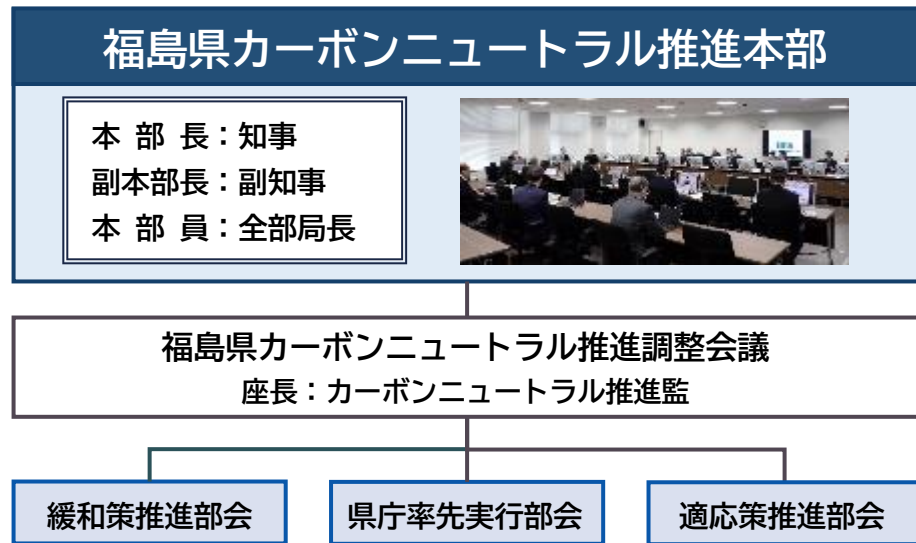 福島県カーボンニュートラル推進本部
本 部 長：知事
副本部長：副知事
本 部 員：全部局長
福島県カーボンニュートラル推進調整会議
座長：カーボンニュートラル推進監
緩和策推進部会
県庁率先実行部会
適応策推進部会